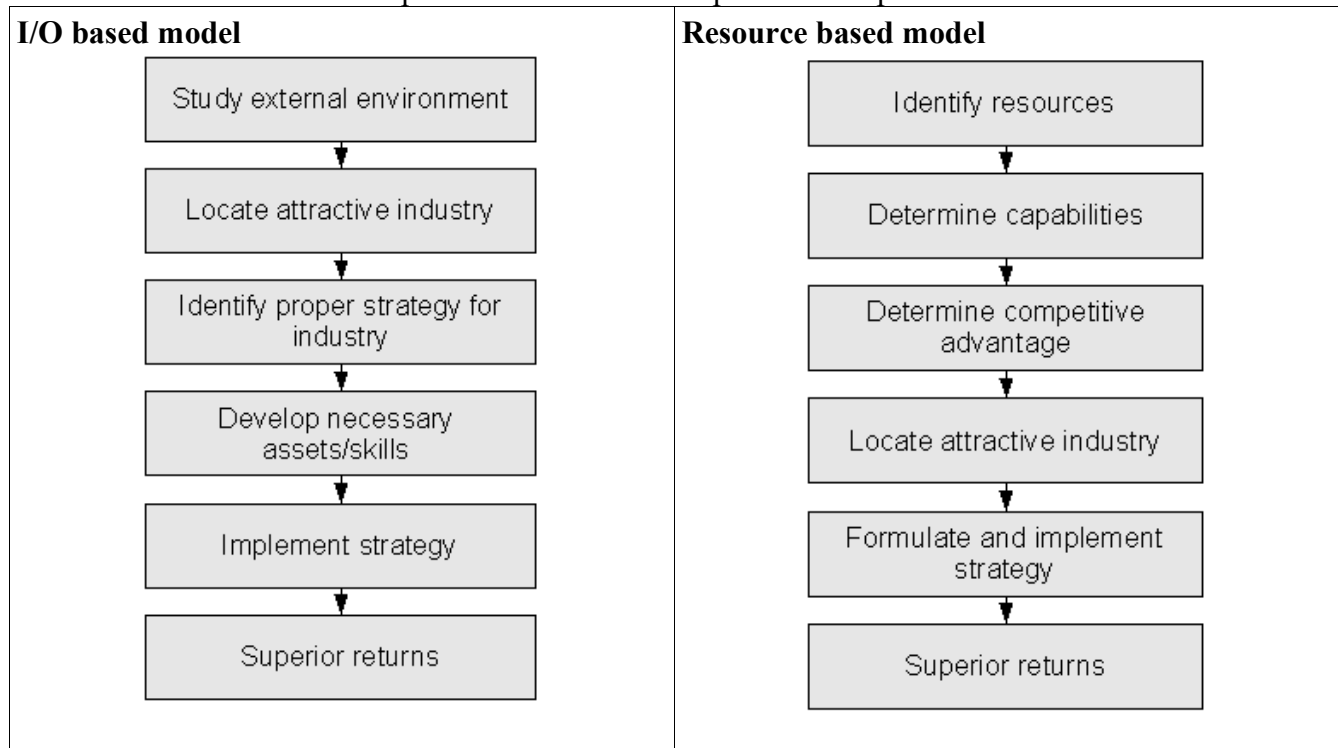 I/O based model
Study external environment
Locate attractive industry
Identify proper strategy for
industry
Develop necessary
assets/skills
Implement strategy
Superior returns
Resource based model
Identify resources
Determine capabilities
Determine competitive
advantage
Locate attractive industry
Formulate and implement
strategy
Superior returns